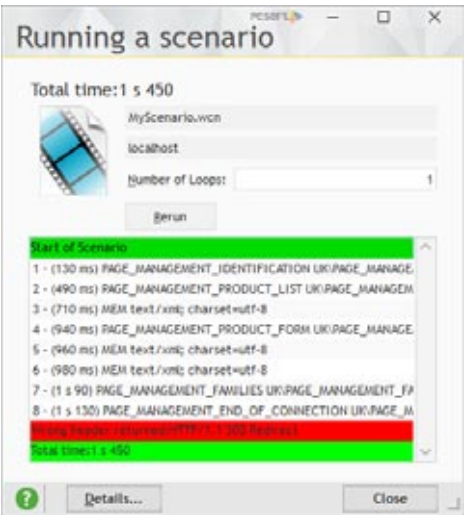 PCSOFT
Running a scenario
Total time:1 s 450
MyScenario.wcn
localhost
Number of Loops: 1
Rerun
Start of Scenario
1 - (130 ms) PAGE_MANAGEMENT_IDENTIFICATION UK\PAGE_MANAGE
2 - (490 ms) PAGE_MANAGEMENT_PRODUCT_LIST UK\PAGE_MANAGEM
3 - (710 ms) MEM text/xml; charset=utf-8
4 - (940 ms) PAGE_MANAGEMENT_PRODUCT_FORM UK\PAGE_MANAGE
5 - (960 ms) MEM text/xml; charset=utf-8
6 - (980 ms) MEM text/xml; charset=utf-8
7 - (1 s 90) PAGE_MANAGEMENT_FAMILIES UK\PAGE_MANAGEMENT_FA
8 - (1 s 130) PAGE_MANAGEMENT_END_OF_CONNECTION UK\PAGE_M
Wrong header returned:HTTP/1.1 300 Redirect
Total time:1 s 450
?
Details...
Close